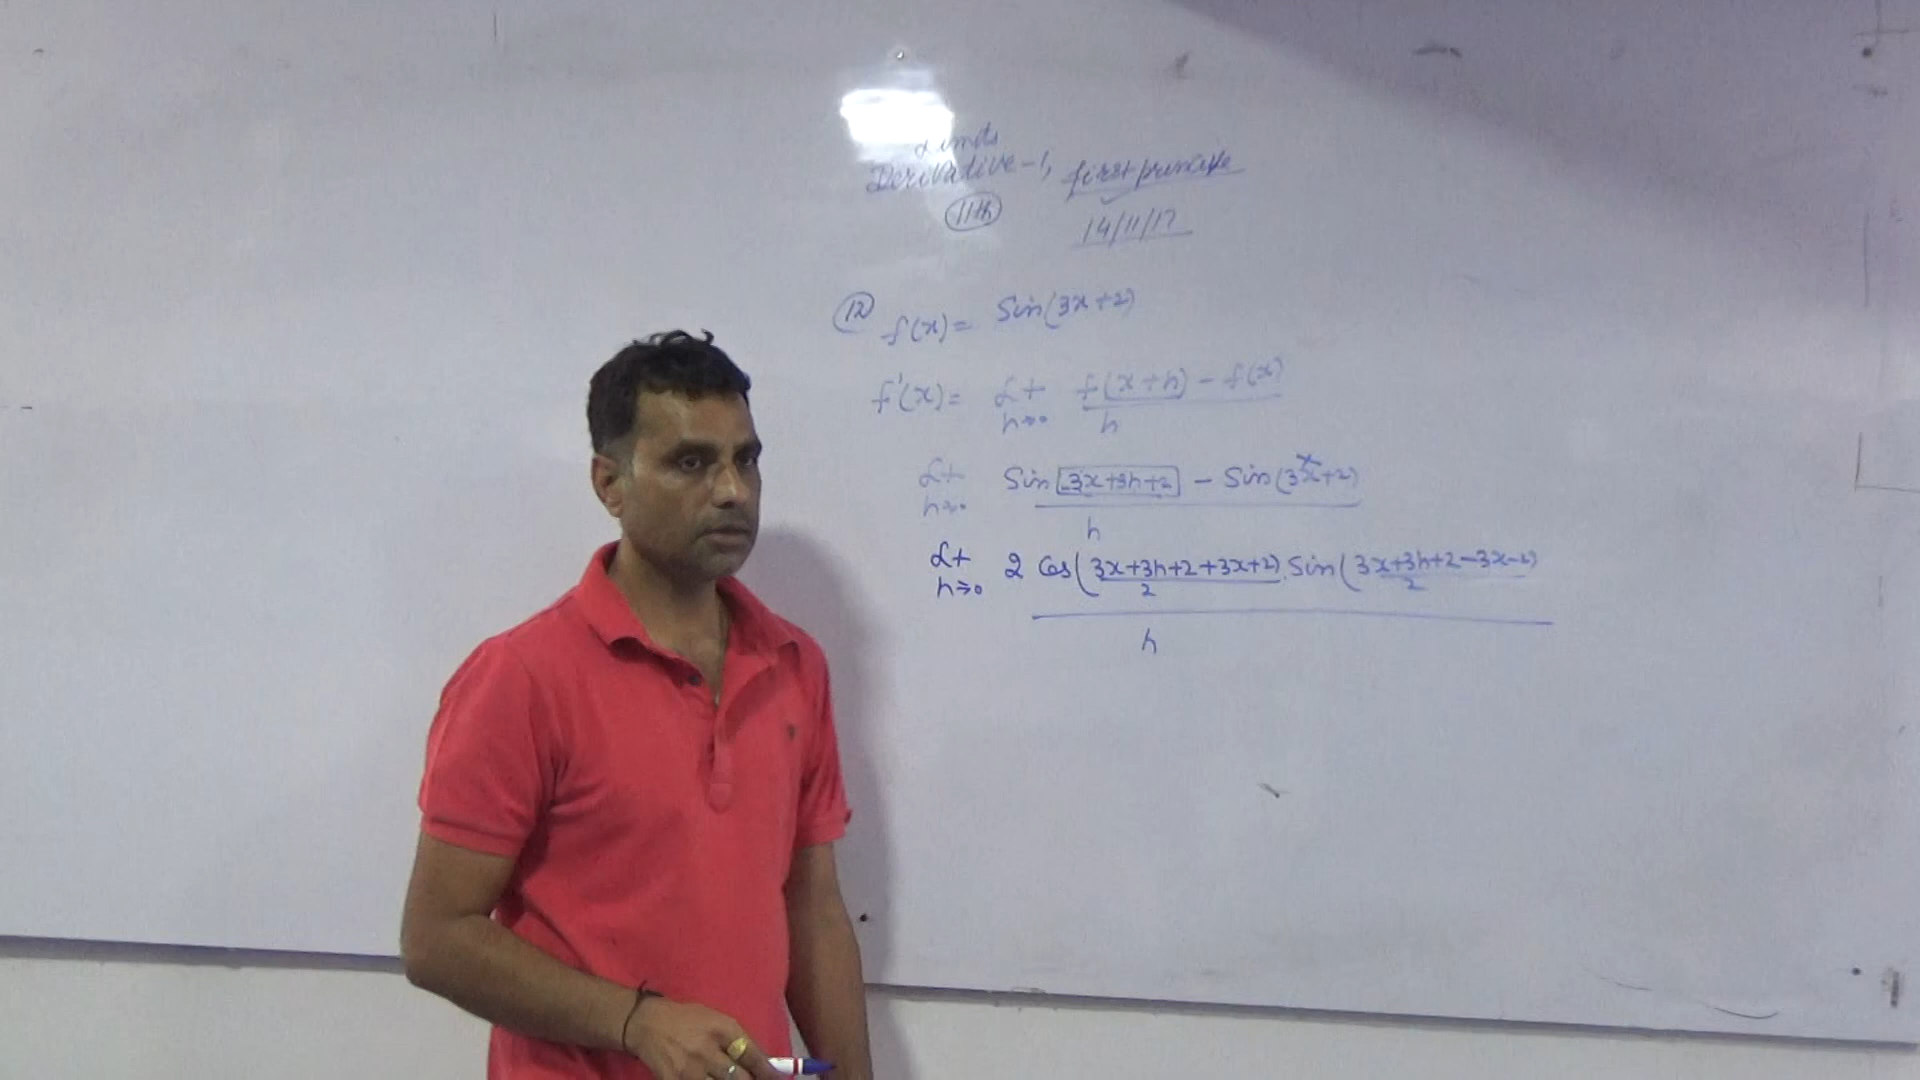 Limits
Derivative-1, first principle
11th
14/11/17
12 f(x) = Sin(3x+2)
f'(x) = Lt f(x+h) - f(x)
h→0 h
Lt Sin[3x+3h+2] - Sin(3x+2)
h→0 h
Lt 2 Cos(3x+3h+2+3x+2) . Sin(3x+3h+2-3x-2)
h→0 2 2
h